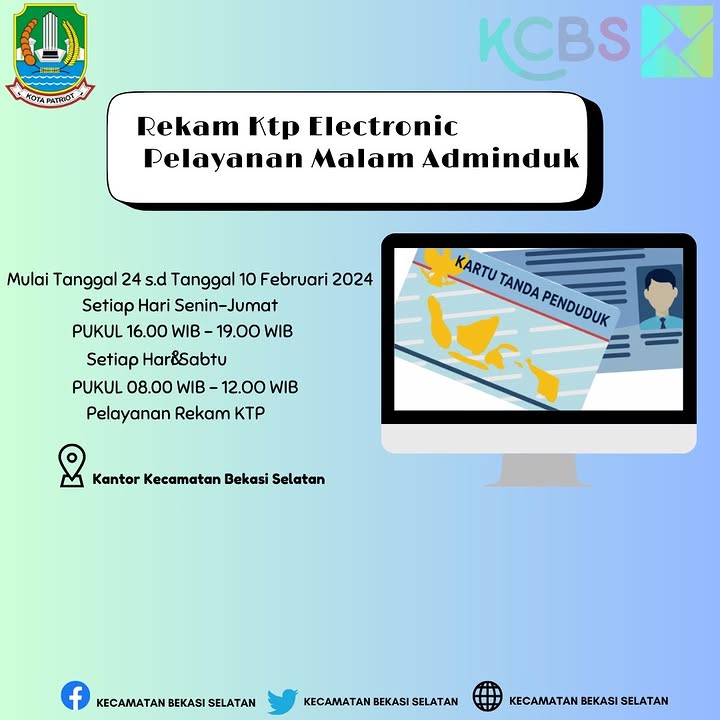 KCBS
KOTA PATRIOT
Rekam Ktp Electronic
Pelayanan Malam Adminduk
Mulai Tanggal 24 s.d Tanggal 10 Februari 2024
Setiap Hari Senin-Jumat
PUKUL 16.00 WIB - 19.00 WIB
Setiap Har&Sabtu
PUKUL 08.00 WIB - 12.00 WIB
Pelayanan Rekam KTP
Kantor Kecamatan Bekasi Selatan
KARTU TANDA PENDUDUK
KECAMATAN BEKASI SELATAN
KECAMATAN BEKASI SELATAN
KECAMATAN BEKASI SELATAN